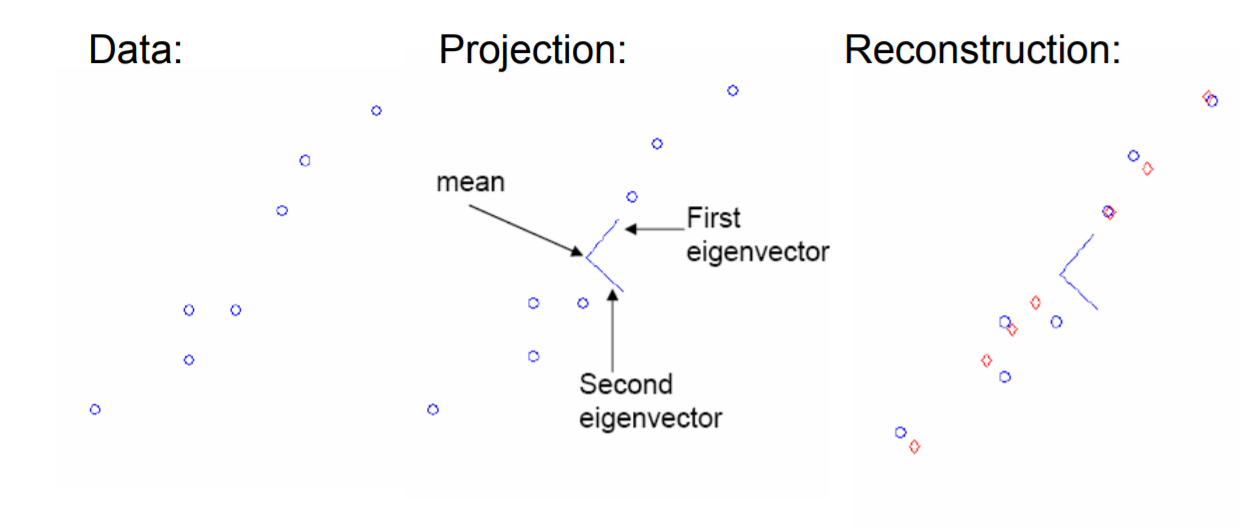 Data:
Projection:
Reconstruction:
mean
First
eigenvector
Second
eigenvector